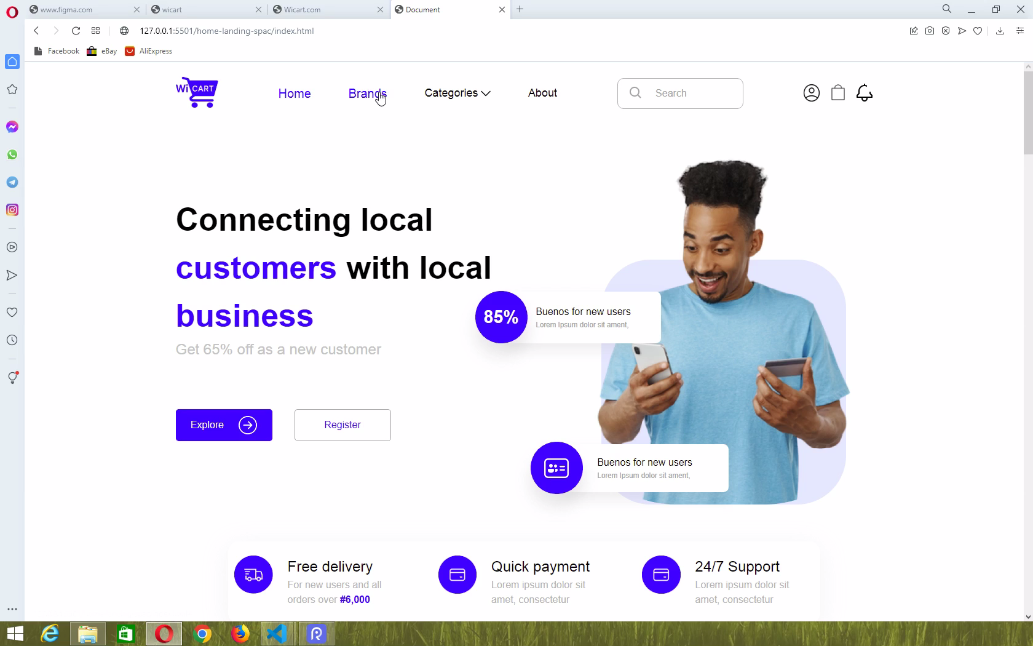 www.figma.com
wicart
Wicart.com
Document
127.0.0.1:5501/home-landing-spac/index.html
Facebook
eBay
AliExpress
Wi CART
Home
Brands
Categories
About
Search
Connecting local
customers with local
business
Get 65% off as a new customer
85%
Buenos for new users
Lorem Ipsum dolor sit ament,
Explore
Register
Buenos for new users
Lorem Ipsum dolor sit ament,
Free delivery
For new users and all
orders over #6,000
Quick payment
Lorem ipsum dolor sit
amet, consectetur
24/7 Support
Lorem ipsum dolor sit
amet, consectetur